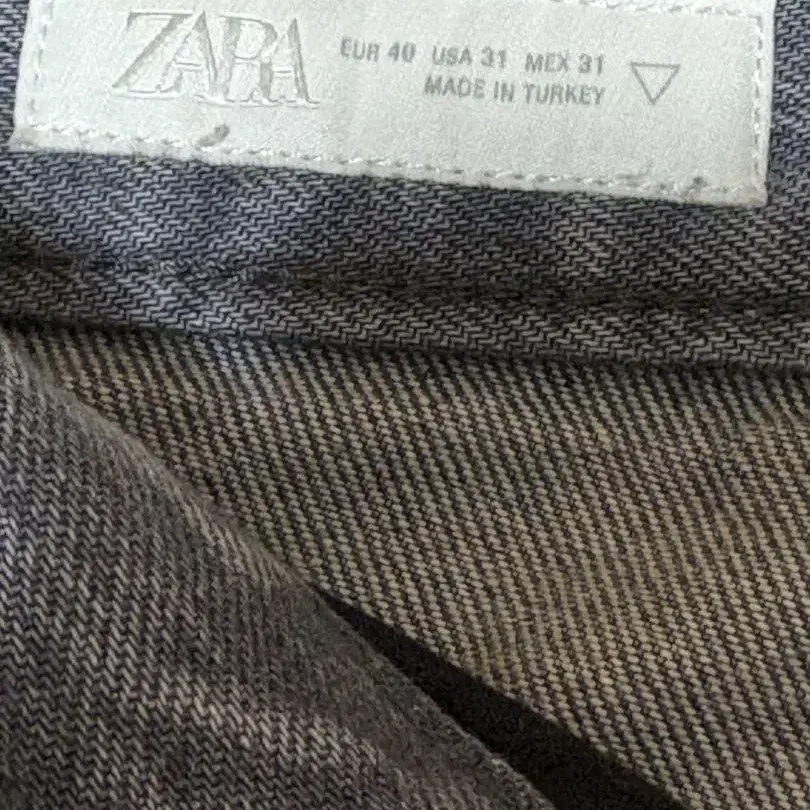 ZARA
EUR 40 USA 31 MEX 31
MADE IN TURKEY